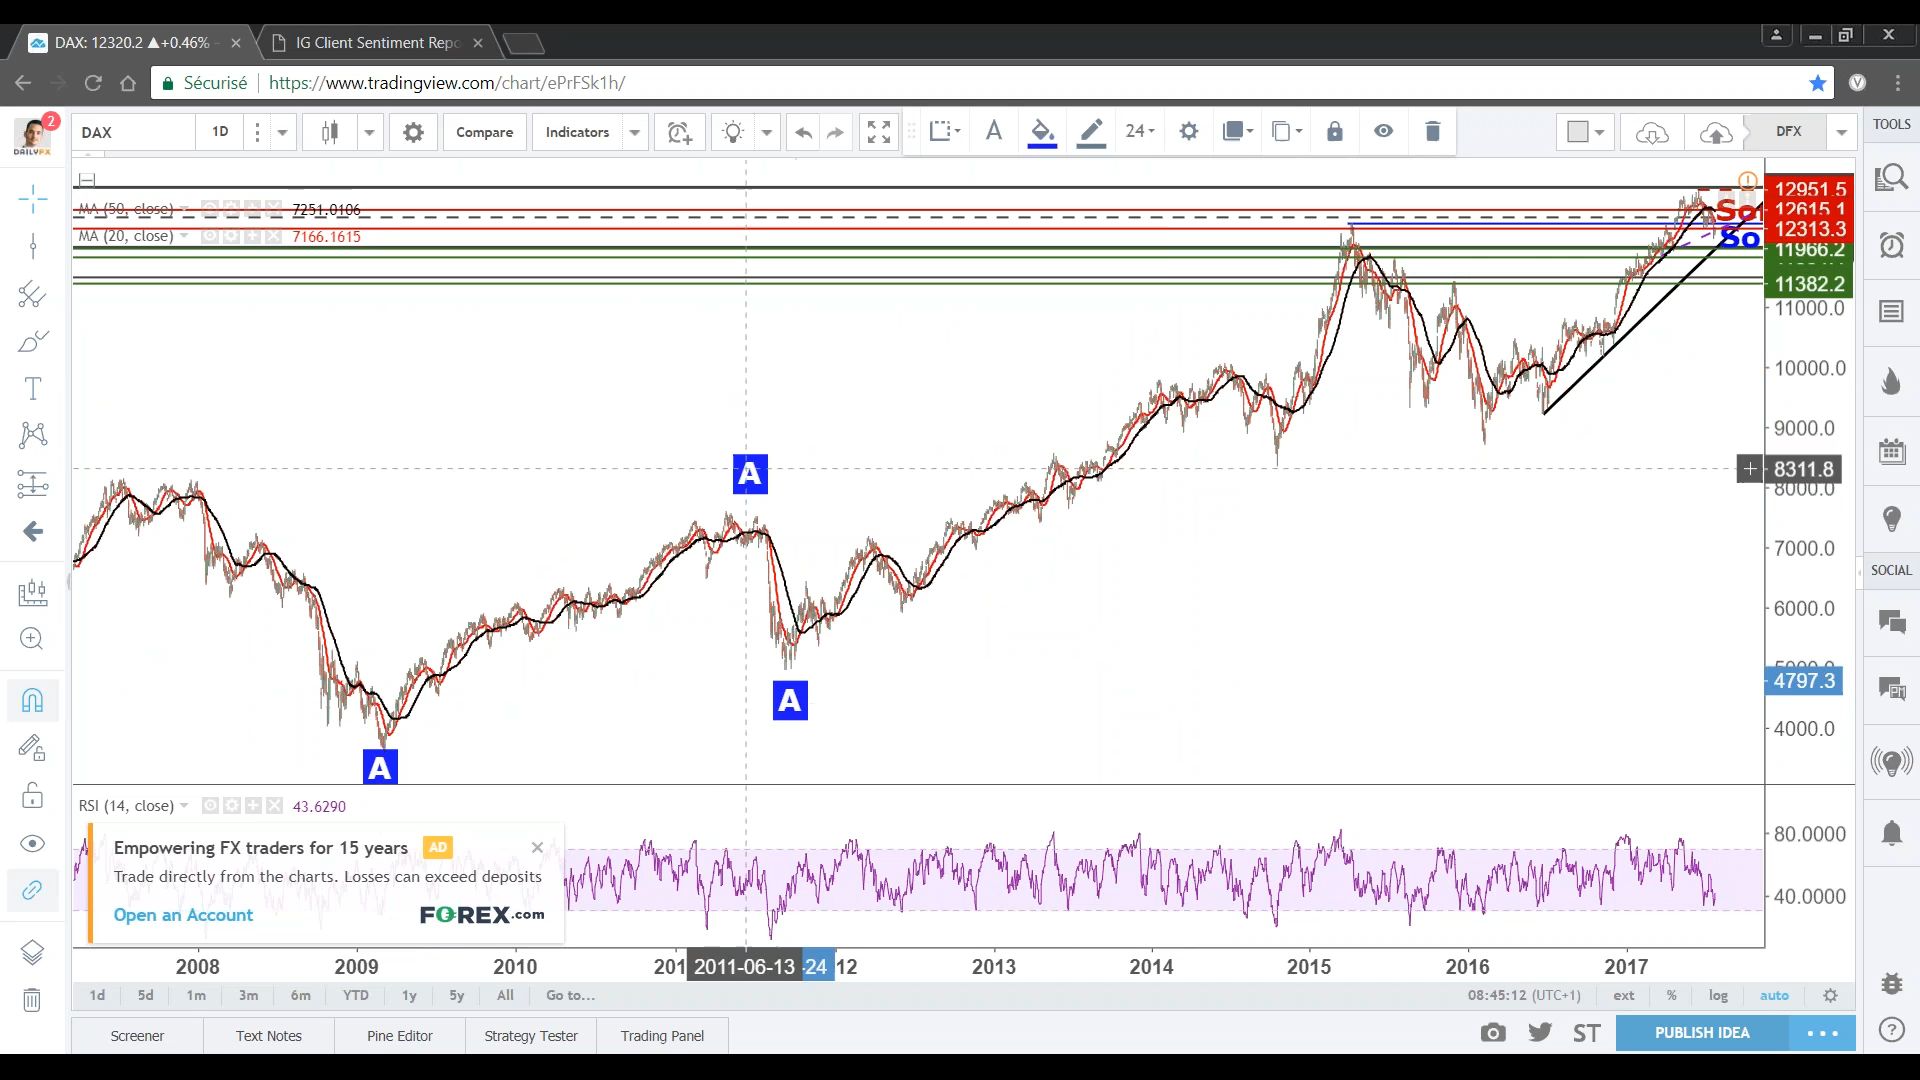 DAX: 12320.2 ▲+0.46%
IG Client Sentiment Repo
Sécurisé
https://www.tradingview.com/chart/ePrFSk1h/
2
DAILYFX
DAX
1D
Compare
Indicators
A
24
DFX
TOOLS
MA (50, close)
7251.0106
MA (20, close)
7166.1615
So
So
12951.5
12615.1
12313.3
11966.2
11382.2
11000.0
10000.0
9000.0
8311.8
8000.0
7000.0
6000.0
5000.0
4797.3
4000.0
A
A
A
SOCIAL
RSI (14, close)
43.6290
80.0000
40.0000
Empowering FX traders for 15 years
AD
Trade directly from the charts. Losses can exceed deposits
Open an Account
FOREX.com
2008
2009
2010
201
2011-06-13
-24
12
2013
2014
2015
2016
2017
1d
5d
1m
3m
6m
YTD
1y
5y
All
Go to...
08:45:12 (UTC+1)
ext
%
log
auto
Screener
Text Notes
Pine Editor
Strategy Tester
Trading Panel
ST
PUBLISH IDEA